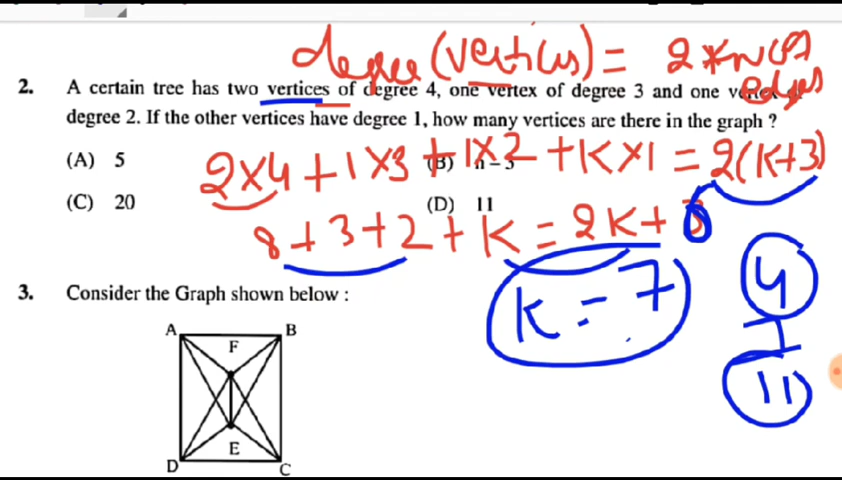 degree (vertices) = 2*no of edges
2. A certain tree has two vertices of degree 4, one vertex of degree 3 and one
degree 2. If the other vertices have degree 1, how many vertices are there in the graph ?
(A) 5 (B) n – 3
2×4+1×3+1×2+K×1=2(K+3)
(C) 20 (D) 11
8+3+2+K=2K+6
K=7
4
7
11
3. Consider the Graph shown below :
A B
F
E
D C